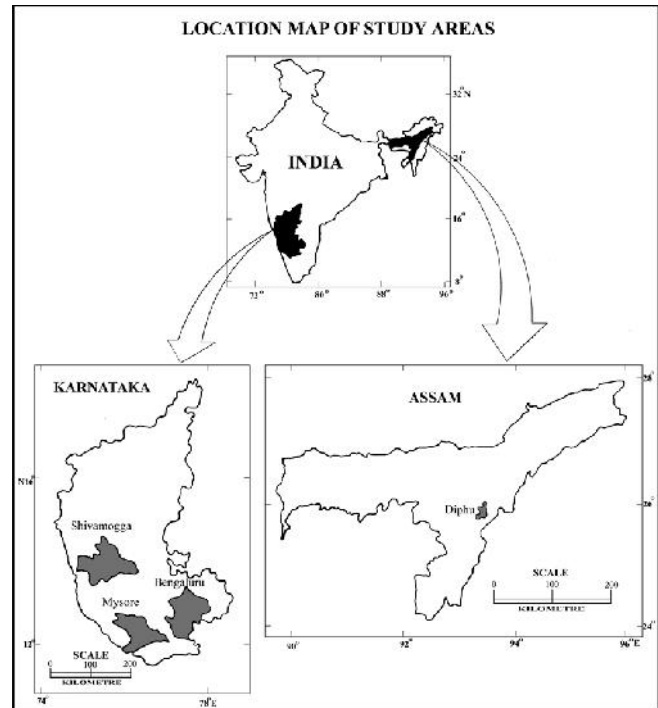 LOCATION MAP OF STUDY AREAS
32°N
INDIA
24°
16°
8°
72° 80° 88° 96°
KARNATAKA
N16°
Shivamogga
Bengaluru
Mysore
12°
SCALE
0 100 200
KILOMETRE
74° 78°E
ASSAM
28°
Diphu
26°
SCALE
0 100 200
KILOMETRE
24°
90° 92° 94° 96°E